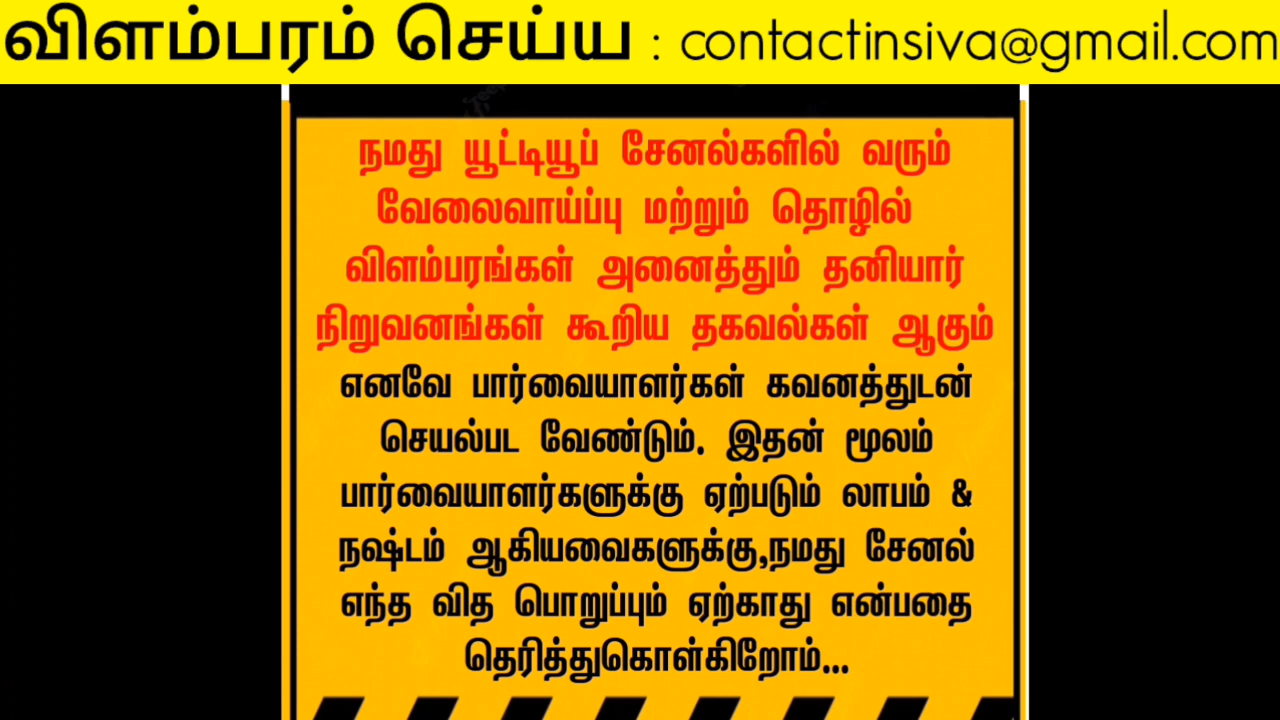 விளம்பரம் செய்ய : contactinsiva@gmail.com
நமது யூட்டியூப் சேனல்களில் வரும்
வேலைவாய்ப்பு மற்றும் தொழில்
விளம்பரங்கள் அனைத்தும் தனியார்
நிறுவனங்கள் கூறிய தகவல்கள் ஆகும்
எனவே பார்வையாளர்கள் கவனத்துடன்
செயல்பட வேண்டும். இதன் மூலம்
பார்வையாளர்களுக்கு ஏற்படும் லாபம் &
நஷ்டம் ஆகியவைகளுக்கு,நமது சேனல்
எந்த வித பொறுப்பும் ஏற்காது என்பதை
தெரித்துகொள்கிறோம்...